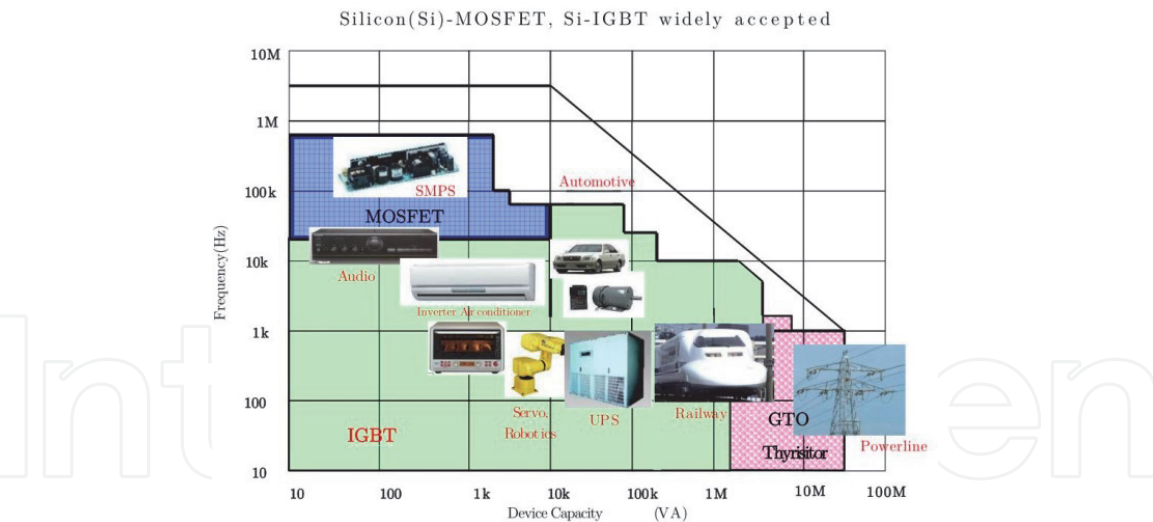 Silicon(Si)-MOSFET, Si-IGBT widely accepted
10M
1M
100k
10k
1k
100
10
Frequency(Hz)
SMPS
MOSFET
Automotive
Audio
Inverter Air conditioner
Servo,
Robotics
UPS
Railway
IGBT
GTO
Thyrisitor
Powerline
10
100
1k
10k
100k
1M
10M
100M
Device Capacity (VA)